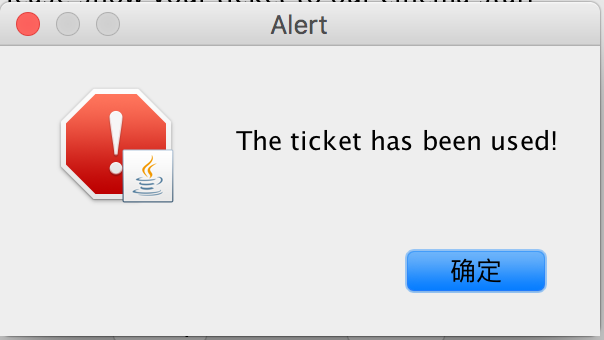 Alert
The ticket has been used!
确定